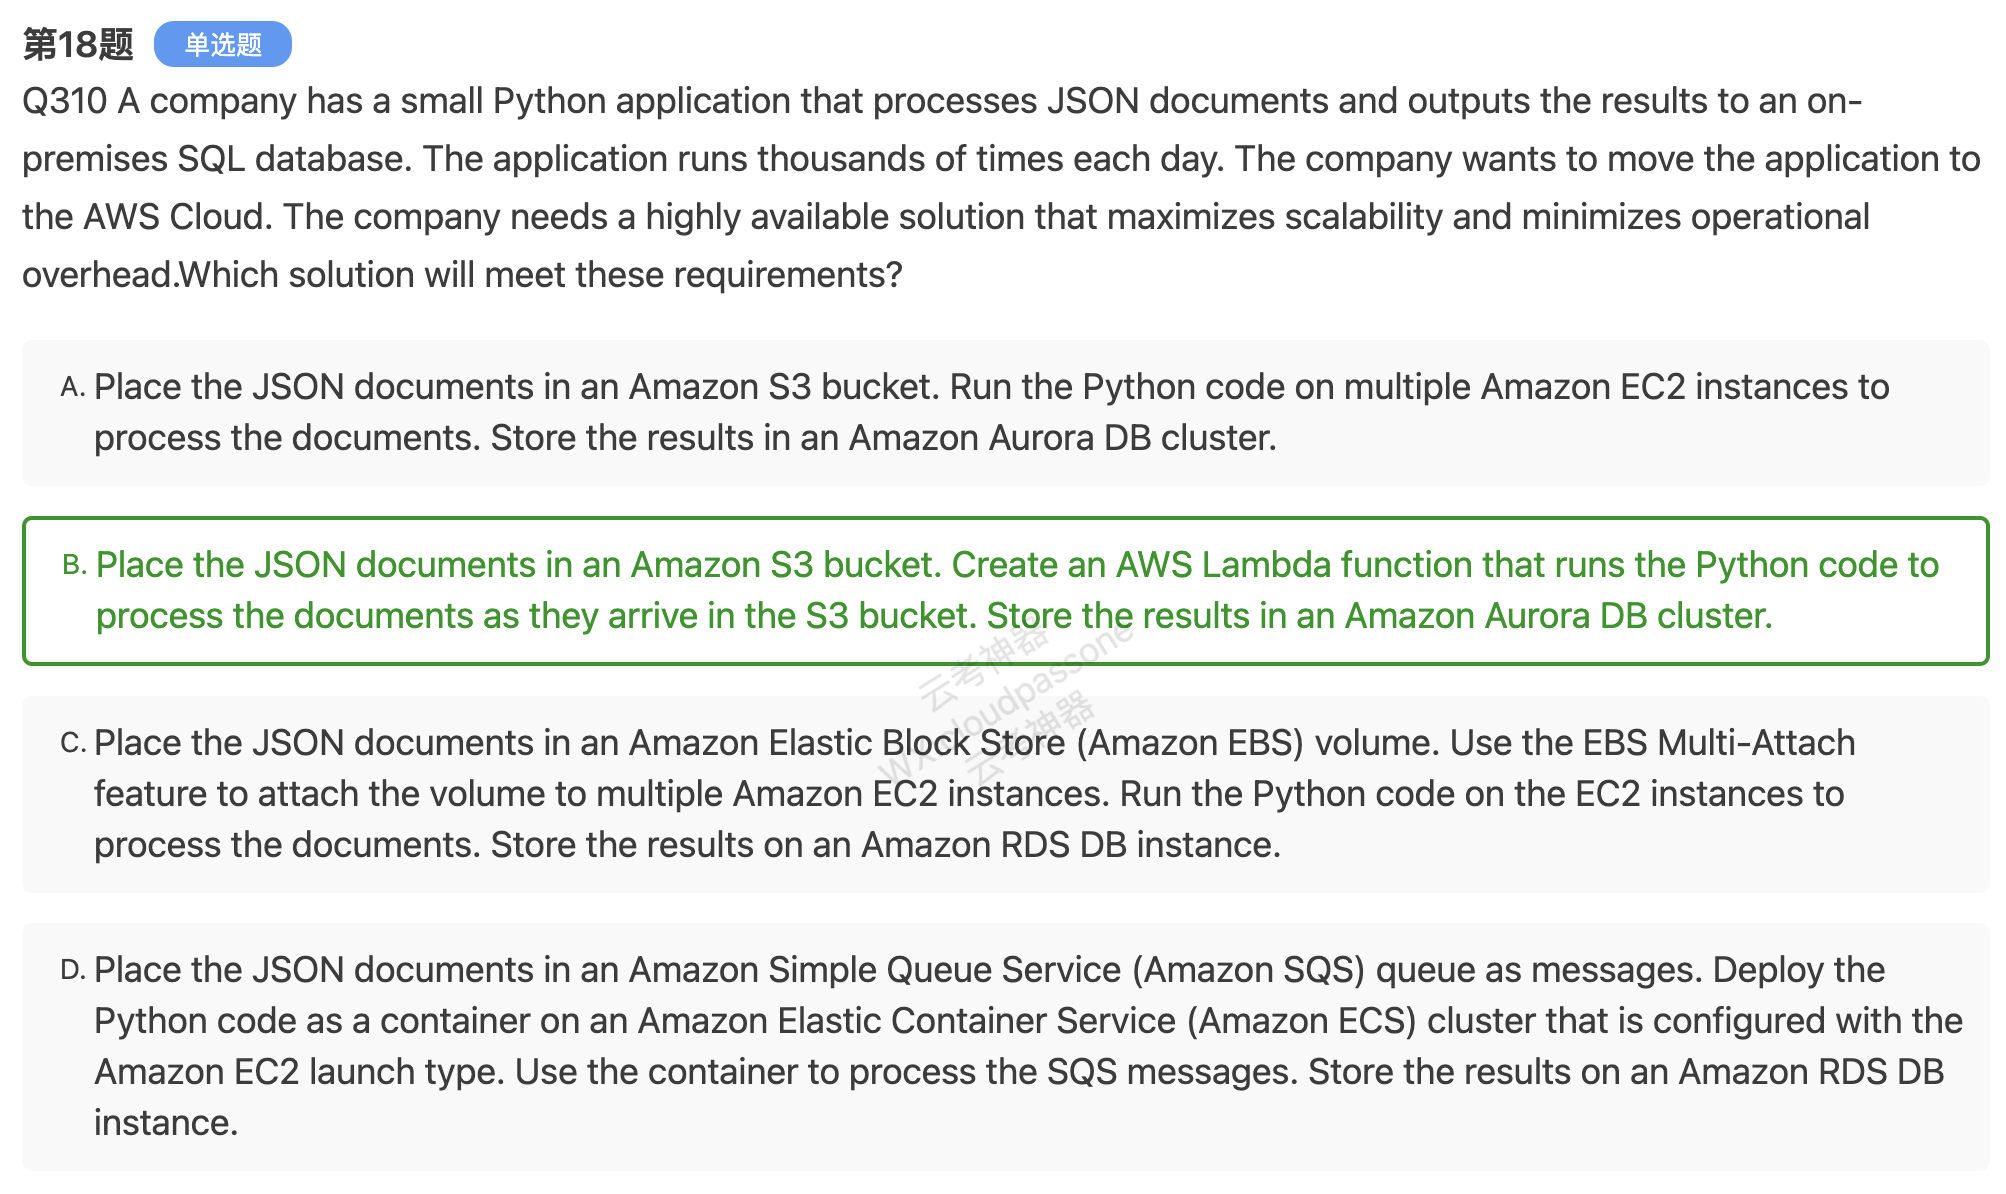 第18题 单选题
Q310 A company has a small Python application that processes JSON documents and outputs the results to an on-
premises SQL database. The application runs thousands of times each day. The company wants to move the application to
the AWS Cloud. The company needs a highly available solution that maximizes scalability and minimizes operational
overhead.Which solution will meet these requirements?
A. Place the JSON documents in an Amazon S3 bucket. Run the Python code on multiple Amazon EC2 instances to
process the documents. Store the results in an Amazon Aurora DB cluster.
B. Place the JSON documents in an Amazon S3 bucket. Create an AWS Lambda function that runs the Python code to
process the documents as they arrive in the S3 bucket. Store the results in an Amazon Aurora DB cluster.
云考神器
wx:cloudpassone
云考神器
C. Place the JSON documents in an Amazon Elastic Block Store (Amazon EBS) volume. Use the EBS Multi-Attach
feature to attach the volume to multiple Amazon EC2 instances. Run the Python code on the EC2 instances to
process the documents. Store the results on an Amazon RDS DB instance.
D. Place the JSON documents in an Amazon Simple Queue Service (Amazon SQS) queue as messages. Deploy the
Python code as a container on an Amazon Elastic Container Service (Amazon ECS) cluster that is configured with the
Amazon EC2 launch type. Use the container to process the SQS messages. Store the results on an Amazon RDS DB
instance.